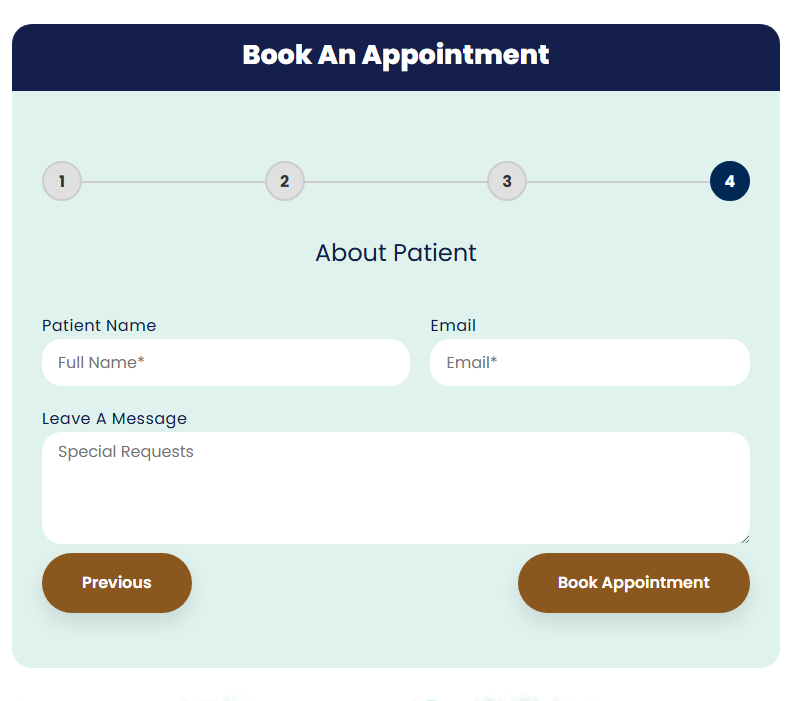 Book An Appointment
1 2 3 4
About Patient
Patient Name Email
Full Name* Email*
Leave A Message
Special Requests
Previous Book Appointment